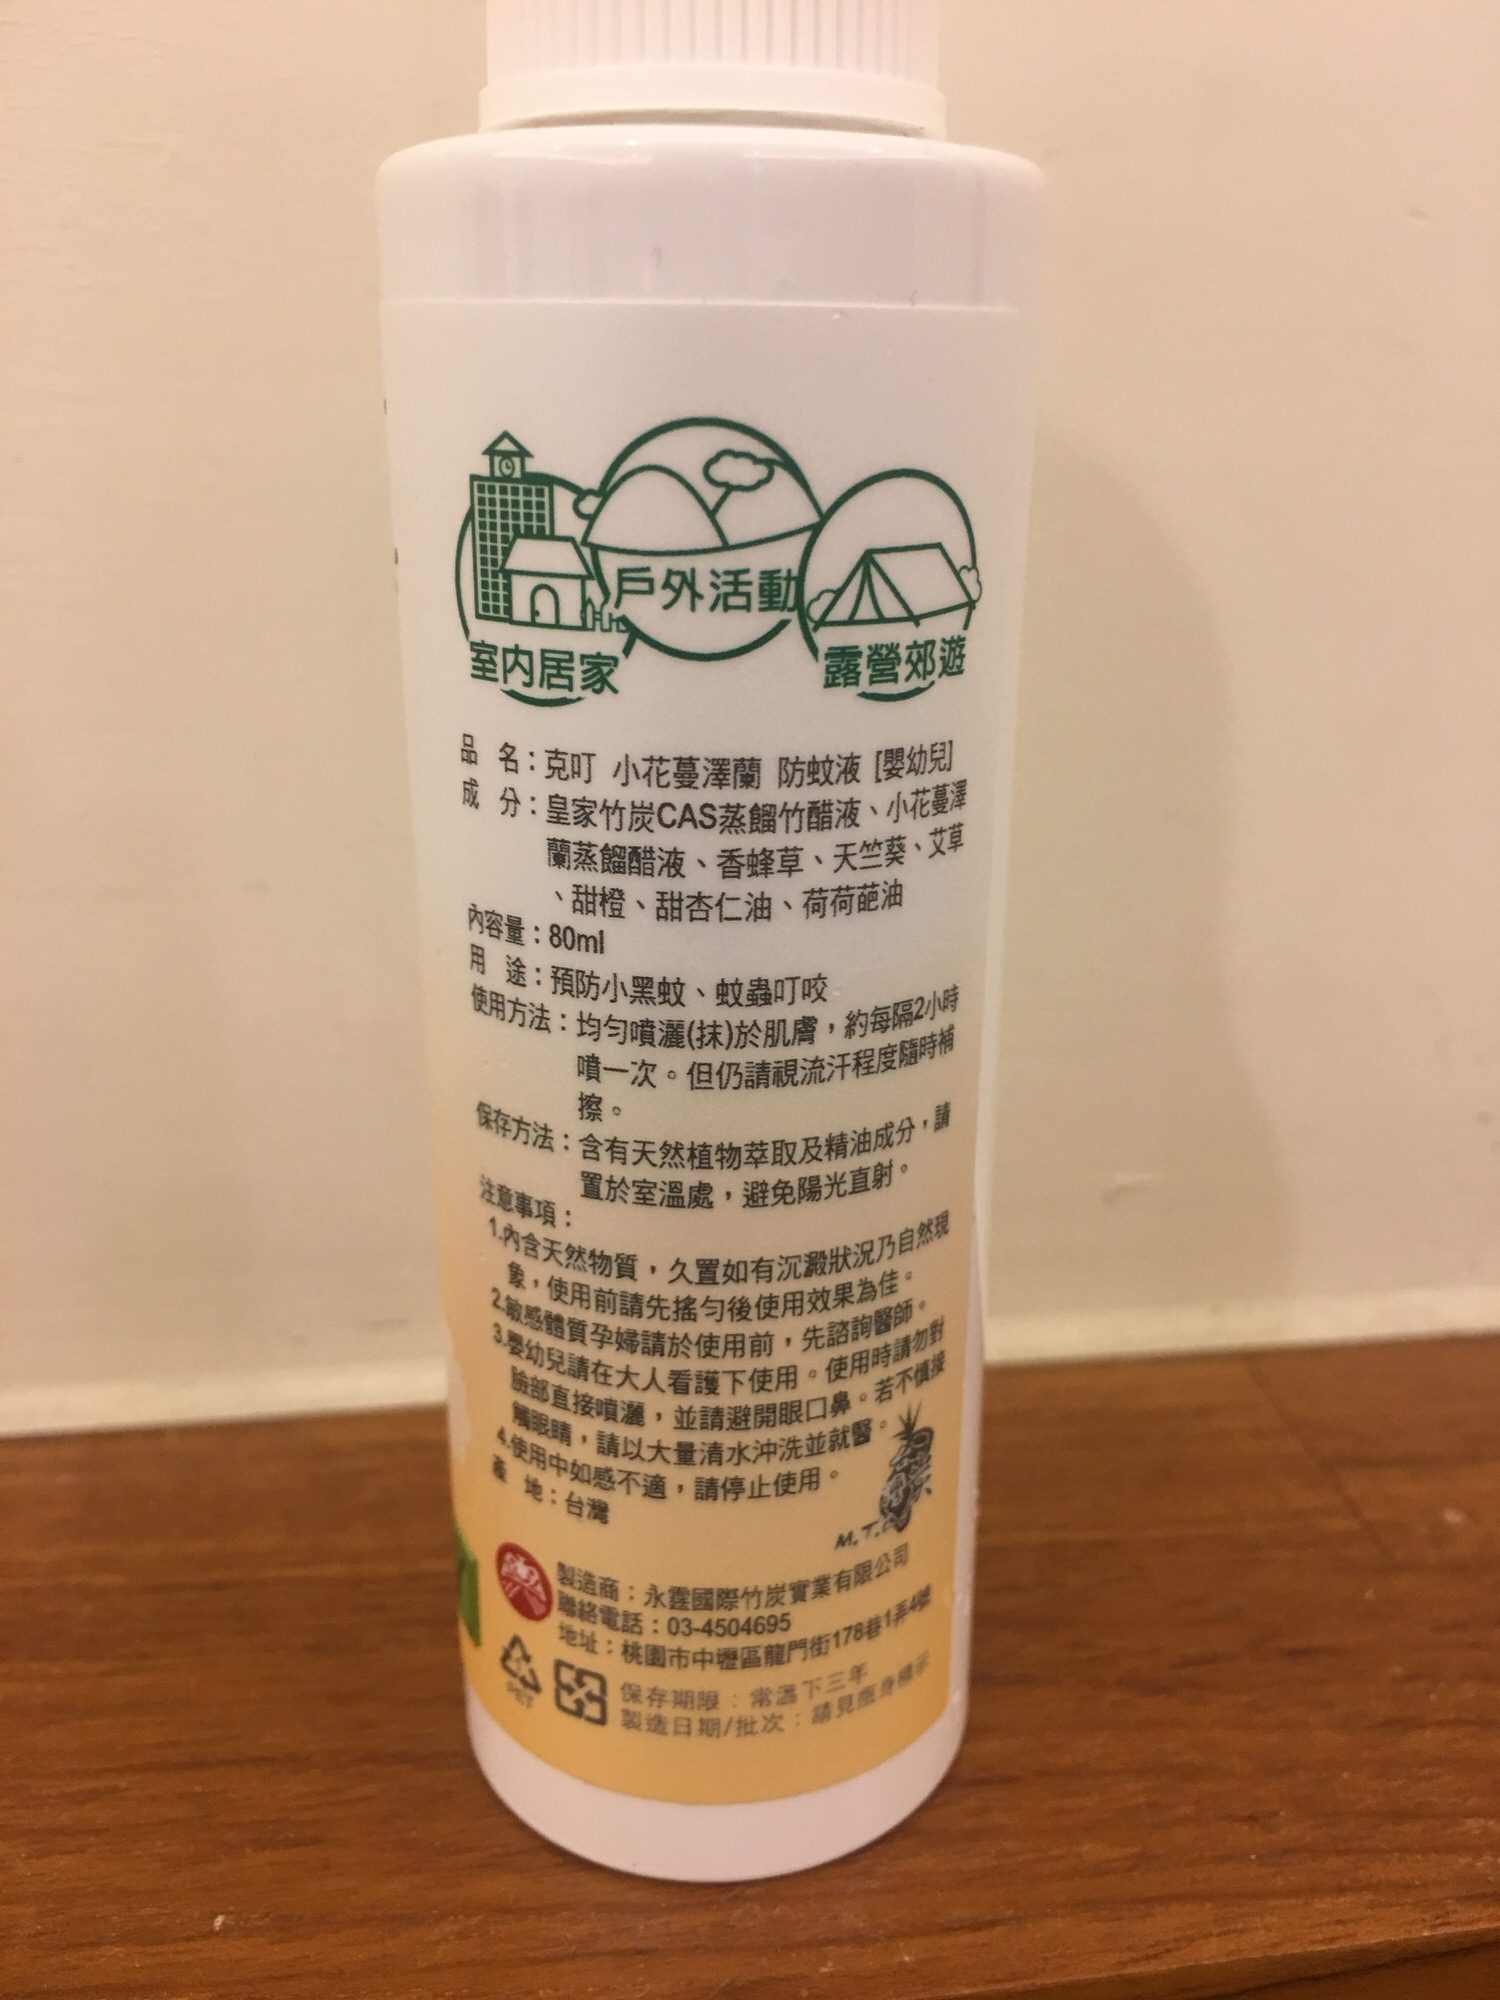 戶外活動
室內居家
露營郊遊
品 名：克叮 小花蔓澤蘭 防蚊液 [嬰幼兒]
成 分：皇家竹炭CAS蒸餾竹醋液、小花蔓澤
蘭蒸餾醋液、香蜂草、天竺葵、艾草
、甜橙、甜杏仁油、荷荷葩油
內容量：80ml
用 途：預防小黑蚊、蚊蟲叮咬
使用方法：均勻噴灑(抹)於肌膚，約每隔2小時
噴一次。但仍請視流汗程度隨時補
擦。
保存方法：含有天然植物萃取及精油成分，請
置於室溫處，避免陽光直射。
注意事項：
1.內含天然物質，久置如有沉澱狀況乃自然現
象，使用前請先搖勻後使用效果為佳。
2.敏感體質孕婦請於使用前，先諮詢醫師。
3.嬰幼兒請在大人看護下使用。使用時請勿對
臉部直接噴灑，並請避開眼口鼻。若不慎接
觸眼睛，請以大量清水沖洗並就醫。
4.使用中如感不適，請停止使用。
產 地：台灣
M.T.
製造商：永霆國際竹炭實業有限公司
聯絡電話：03-4504695
地址：桃園市中壢區龍門街178巷1弄4號
PET
保存期限：常溫下三年
製造日期/批次：請見瓶身標示